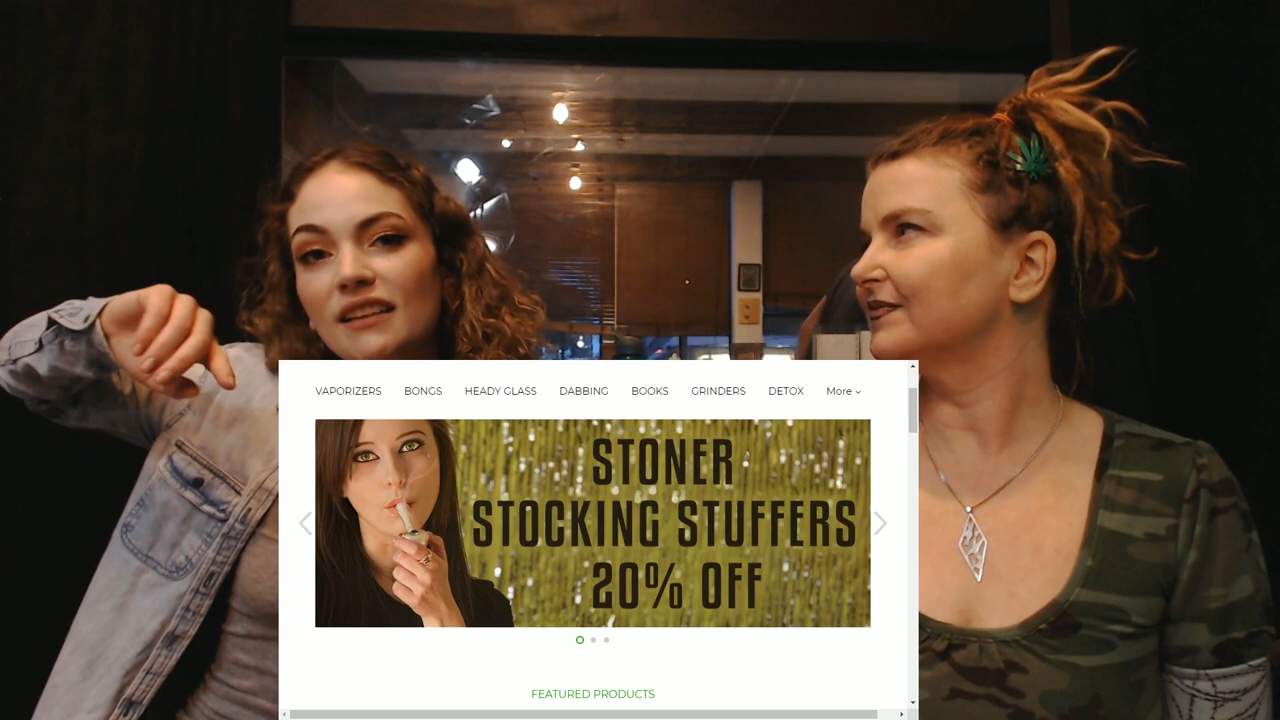 VAPORIZERS BONGS HEADY GLASS DABBING BOOKS GRINDERS DETOX More
STONER
STOCKING STUFFERS
20% OFF
FEATURED PRODUCTS